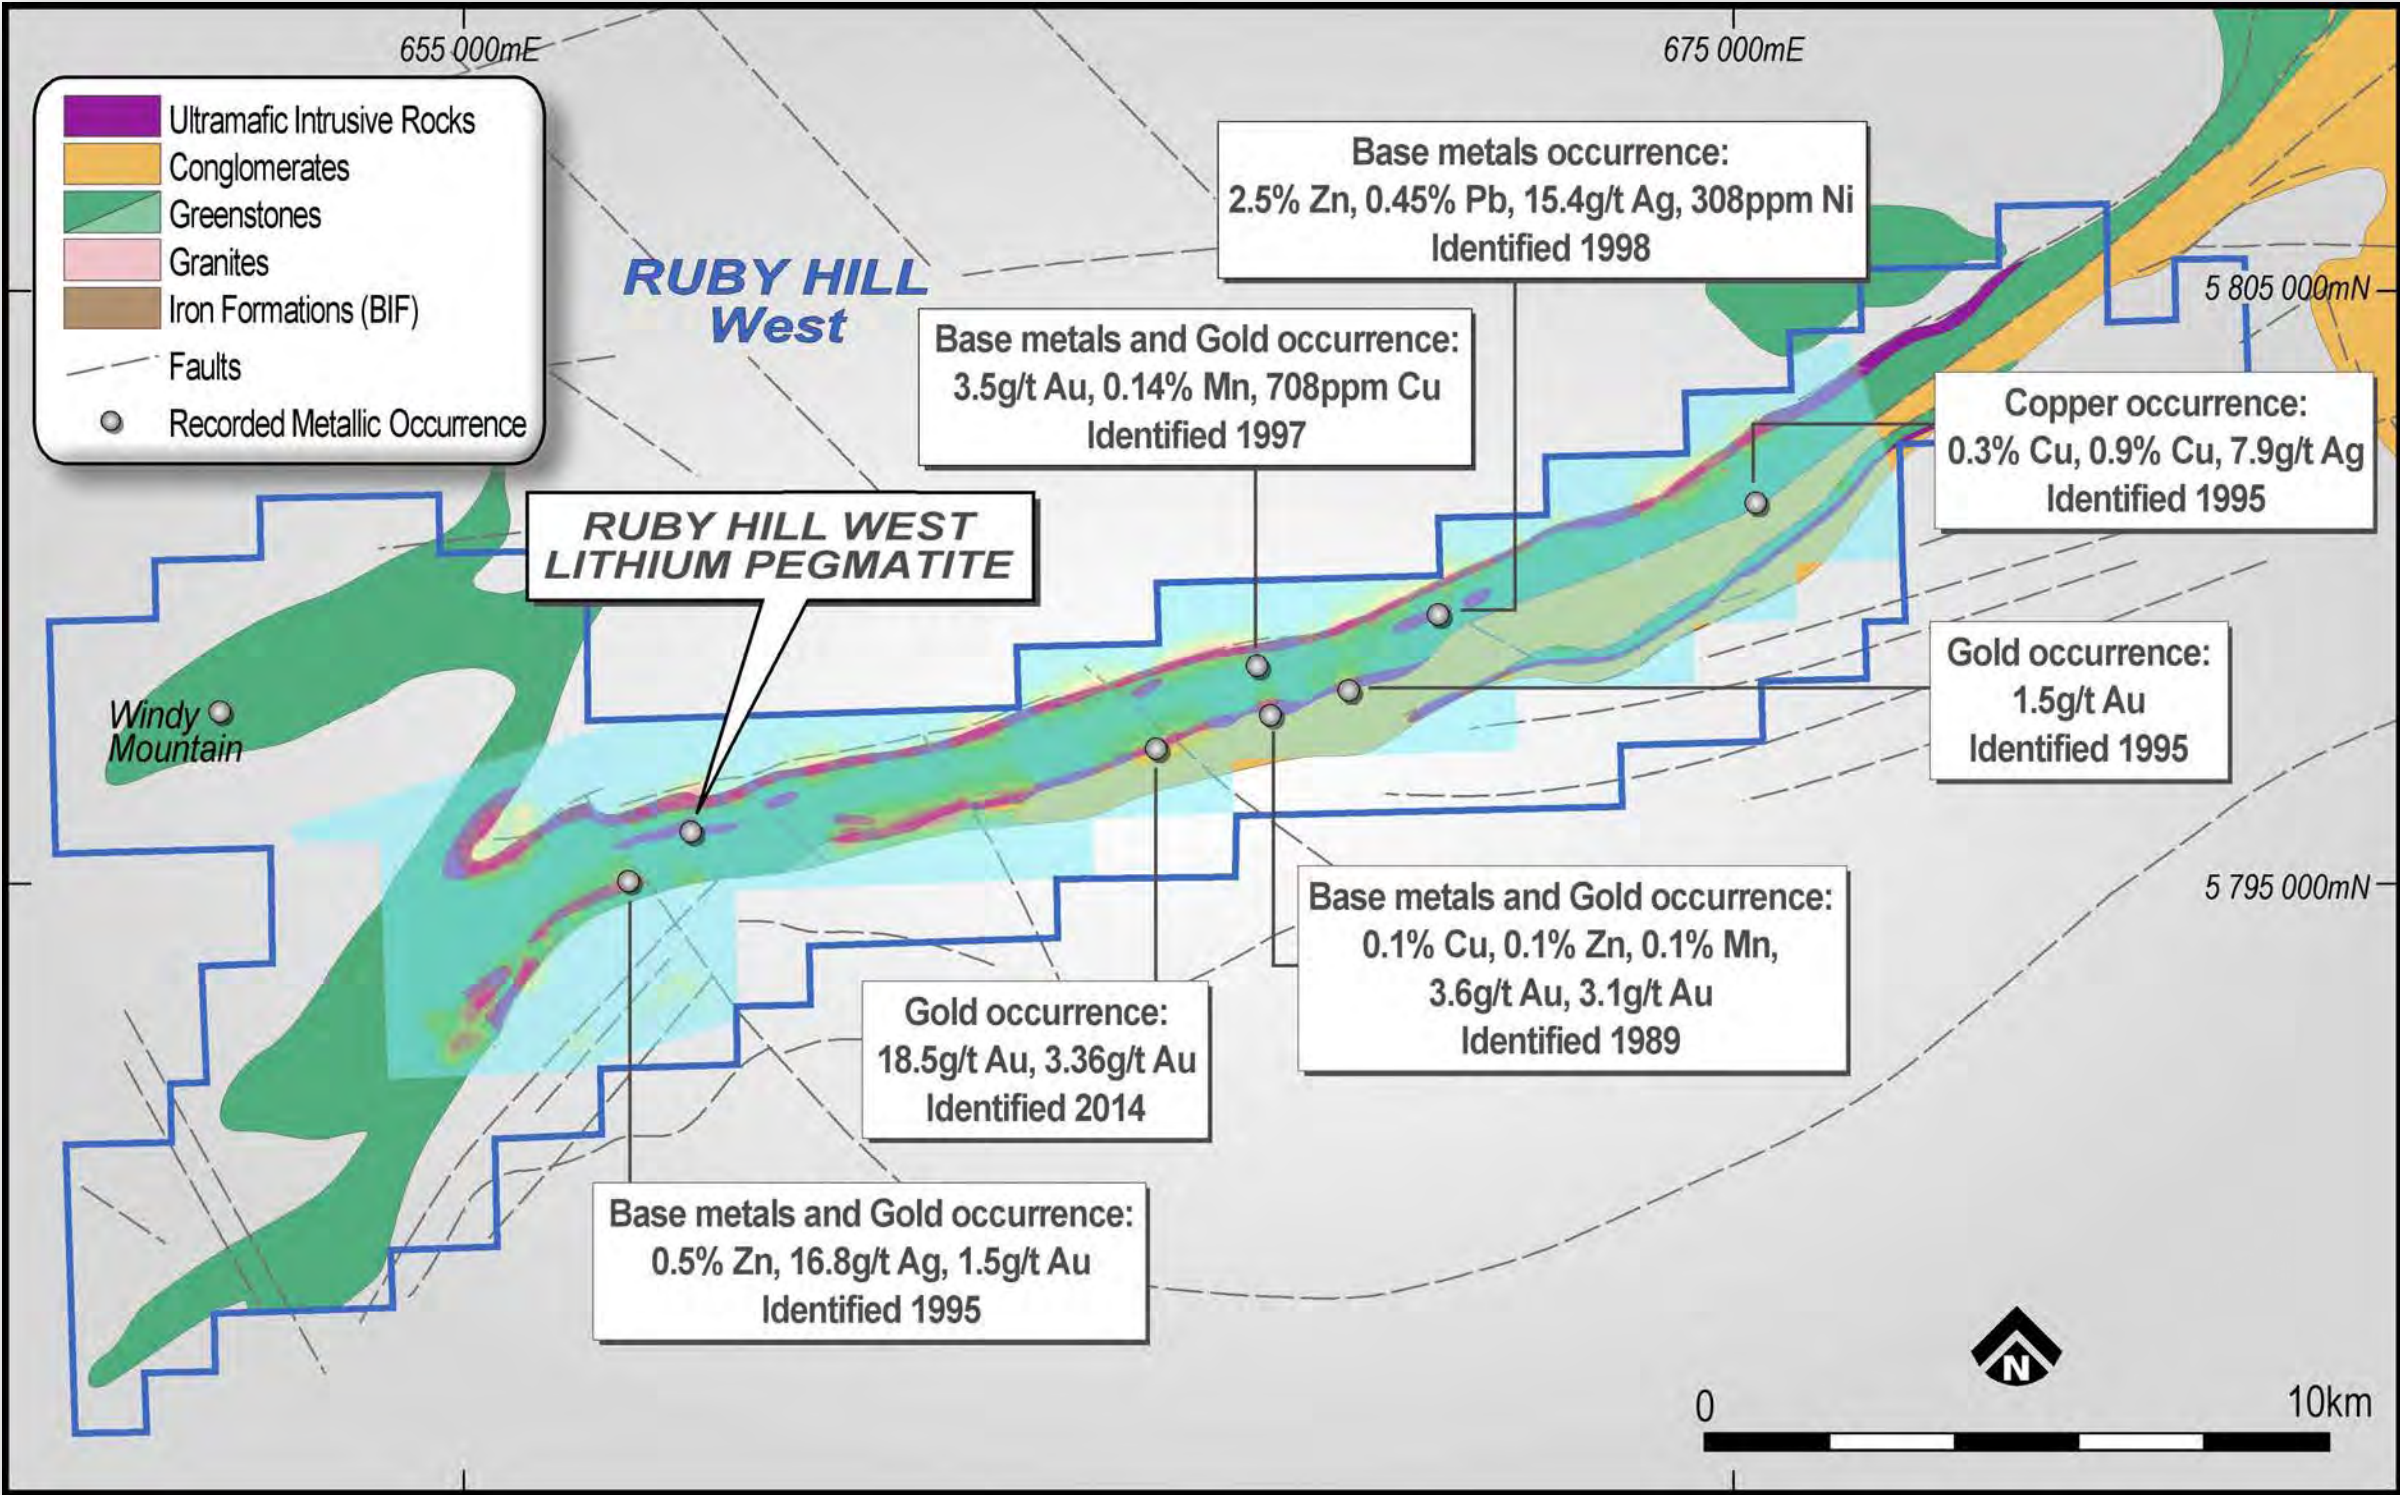 655 000mE
675 000mE
Ultramafic Intrusive Rocks
Conglomerates
Greenstones
Granites
Iron Formations (BIF)
Faults
Recorded Metallic Occurrence
RUBY HILL
West
Base metals occurrence:
2.5% Zn, 0.45% Pb, 15.4g/t Ag, 308ppm Ni
Identified 1998
5 805 000mN
Base metals and Gold occurrence:
3.5g/t Au, 0.14% Mn, 708ppm Cu
Identified 1997
Copper occurrence:
0.3% Cu, 0.9% Cu, 7.9g/t Ag
Identified 1995
RUBY HILL WEST
LITHIUM PEGMATITE
Gold occurrence:
1.5g/t Au
Identified 1995
Windy
Mountain
5 795 000mN
Base metals and Gold occurrence:
0.1% Cu, 0.1% Zn, 0.1% Mn,
3.6g/t Au, 3.1g/t Au
Identified 1989
Gold occurrence:
18.5g/t Au, 3.36g/t Au
Identified 2014
Base metals and Gold occurrence:
0.5% Zn, 16.8g/t Ag, 1.5g/t Au
Identified 1995
N
0
10km